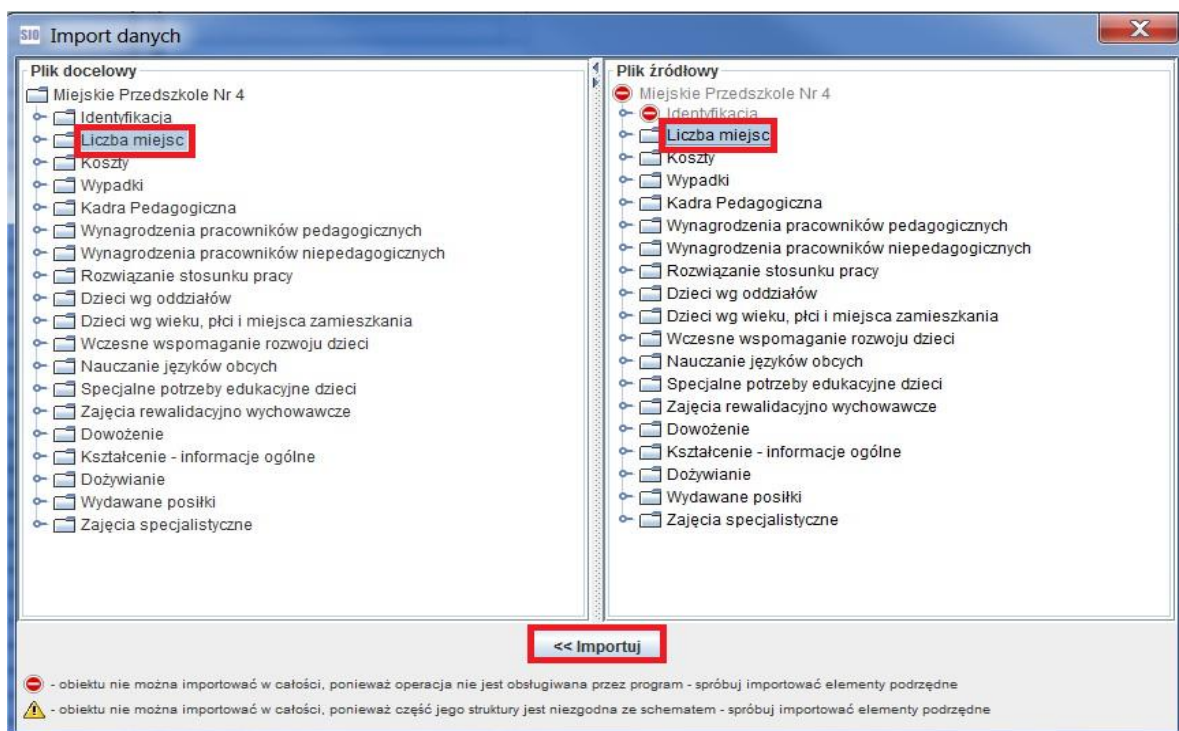 SIO Import danych
X
Plik docelowy
Miejskie Przedszkole Nr 4
Identyfikacja
Liczba miejsc
Koszty
Wypadki
Kadra Pedagogiczna
Wynagrodzenia pracowników pedagogicznych
Wynagrodzenia pracowników niepedagogicznych
Rozwiązanie stosunku pracy
Dzieci wg oddziałów
Dzieci wg wieku, płci i miejsca zamieszkania
Wczesne wspomaganie rozwoju dzieci
Nauczanie języków obcych
Specjalne potrzeby edukacyjne dzieci
Zajęcia rewalidacyjno wychowawcze
Dowożenie
Kształcenie - informacje ogólne
Dożywianie
Wydawane posiłki
Zajęcia specjalistyczne
Plik źródłowy
Miejskie Przedszkole Nr 4
Identyfikacja
Liczba miejsc
Koszty
Wypadki
Kadra Pedagogiczna
Wynagrodzenia pracowników pedagogicznych
Wynagrodzenia pracowników niepedagogicznych
Rozwiązanie stosunku pracy
Dzieci wg oddziałów
Dzieci wg wieku, płci i miejsca zamieszkania
Wczesne wspomaganie rozwoju dzieci
Nauczanie języków obcych
Specjalne potrzeby edukacyjne dzieci
Zajęcia rewalidacyjno wychowawcze
Dowożenie
Kształcenie - informacje ogólne
Dożywianie
Wydawane posiłki
Zajęcia specjalistyczne
<< Importuj
- obiektu nie można importować w całości, ponieważ operacja nie jest obsługiwana przez program - spróbuj importować elementy podrzędne
- obiektu nie można importować w całości, ponieważ część jego struktury jest niezgodna ze schematem - spróbuj importować elementy podrzędne